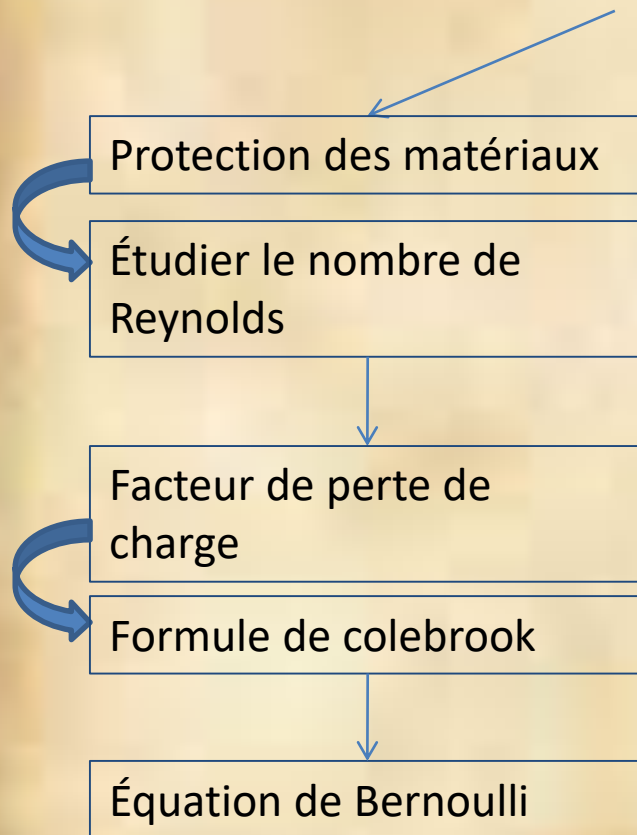 Protection des matériaux
Étudier le nombre de
Reynolds
Facteur de perte de
charge
Formule de colebrook
Équation de Bernoulli